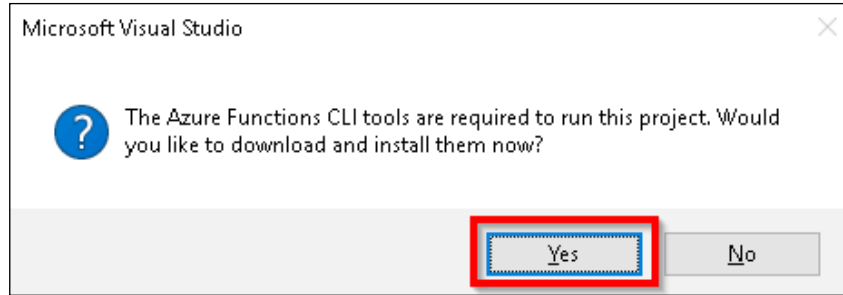 Microsoft Visual Studio
The Azure Functions CLI tools are required to run this project. Would
you like to download and install them now?
Yes
No